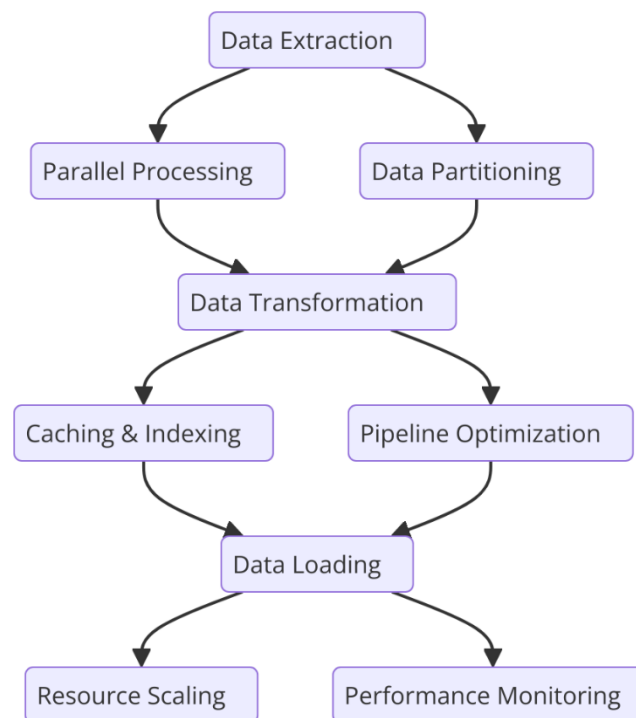 Data Extraction
Parallel Processing
Data Partitioning
Data Transformation
Caching & Indexing
Pipeline Optimization
Data Loading
Resource Scaling
Performance Monitoring